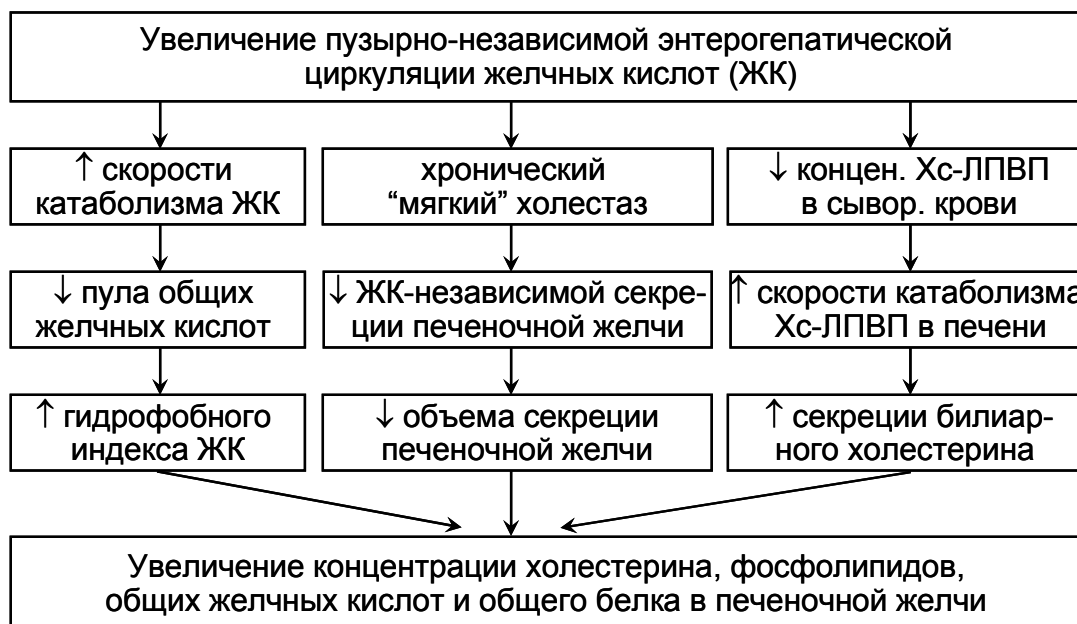 Увеличение пузырно-независимой энтерогепатической
циркуляции желчных кислот (ЖК)
↑ скорости
катаболизма ЖК
хронический
“мягкий” холестаз
↓ концен. Хс-ЛПВП
в сывор. крови
↓ пула общих
желчных кислот
↓ ЖК-независимой секре-
ции печеночной желчи
↑ скорости катаболизма
Хс-ЛПВП в печени
↑ гидрофобного
индекса ЖК
↓ объема секреции
печеночной желчи
↑ секреции билиар-
ного холестерина
Увеличение концентрации холестерина, фосфолипидов,
общих желчных кислот и общего белка в печеночной желчи